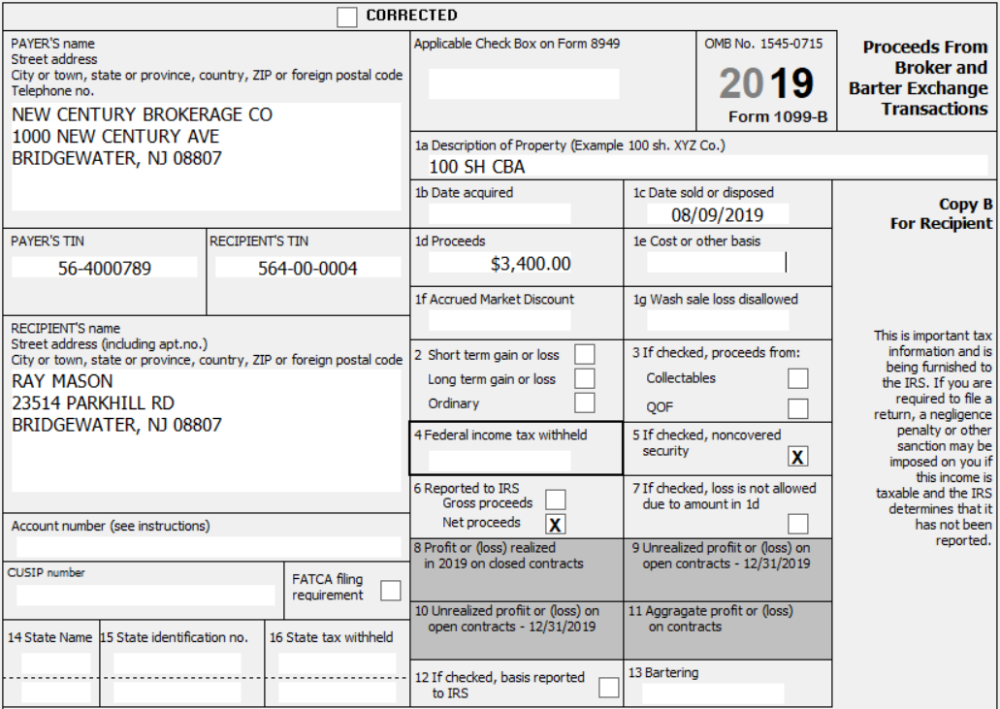 CORRECTED
PAYER'S name
Street address
City or town, state or province, country, ZIP or foreign postal code
Telephone no.
NEW CENTURY BROKERAGE CO
1000 NEW CENTURY AVE
BRIDGEWATER, NJ 08807
PAYER'S TIN
56-4000789
RECIPIENT'S TIN
564-00-0004
RECIPIENT'S name
Street address (including apt.no.)
City or town, state or province, country, ZIP or foreign postal code
RAY MASON
23514 PARKHILL RD
BRIDGEWATER, NJ 08807
Account number (see instructions)
CUSIP number
FATCA filing
requirement
14 State Name
15 State identification no.
16 State tax withheld
Applicable Check Box on Form 8949
OMB No. 1545-0715
2019
Form 1099-B
Proceeds From
Broker and
Barter Exchange
Transactions
1a Description of Property (Example 100 sh. XYZ Co.)
100 SH CBA
1b Date acquired
1c Date sold or disposed
08/09/2019
1d Proceeds
$3,400.00
1e Cost or other basis
1f Accrued Market Discount
1g Wash sale loss disallowed
2 Short term gain or loss
Long term gain or loss
Ordinary
3 If checked, proceeds from:
Collectables
QOF
4 Federal income tax withheld
5 If checked, noncovered
security
X
6 Reported to IRS
Gross proceeds
Net proceeds X
7 If checked, loss is not allowed
due to amount in 1d
8 Profit or (loss) realized
in 2019 on closed contracts
9 Unrealized profiit or (loss) on
open contracts - 12/31/2019
10 Unrealized profiit or (loss) on
open contracts - 12/31/2019
11 Aggragate profit or (loss)
on contracts
12 If checked, basis reported
to IRS
13 Bartering
Copy B
For Recipient
This is important tax
information and is
being furnished to
the IRS. If you are
required to file a
return, a negligence
penalty or other
sanction may be
imposed on you if
this income is
taxable and the IRS
determines that it
has not been
reported.